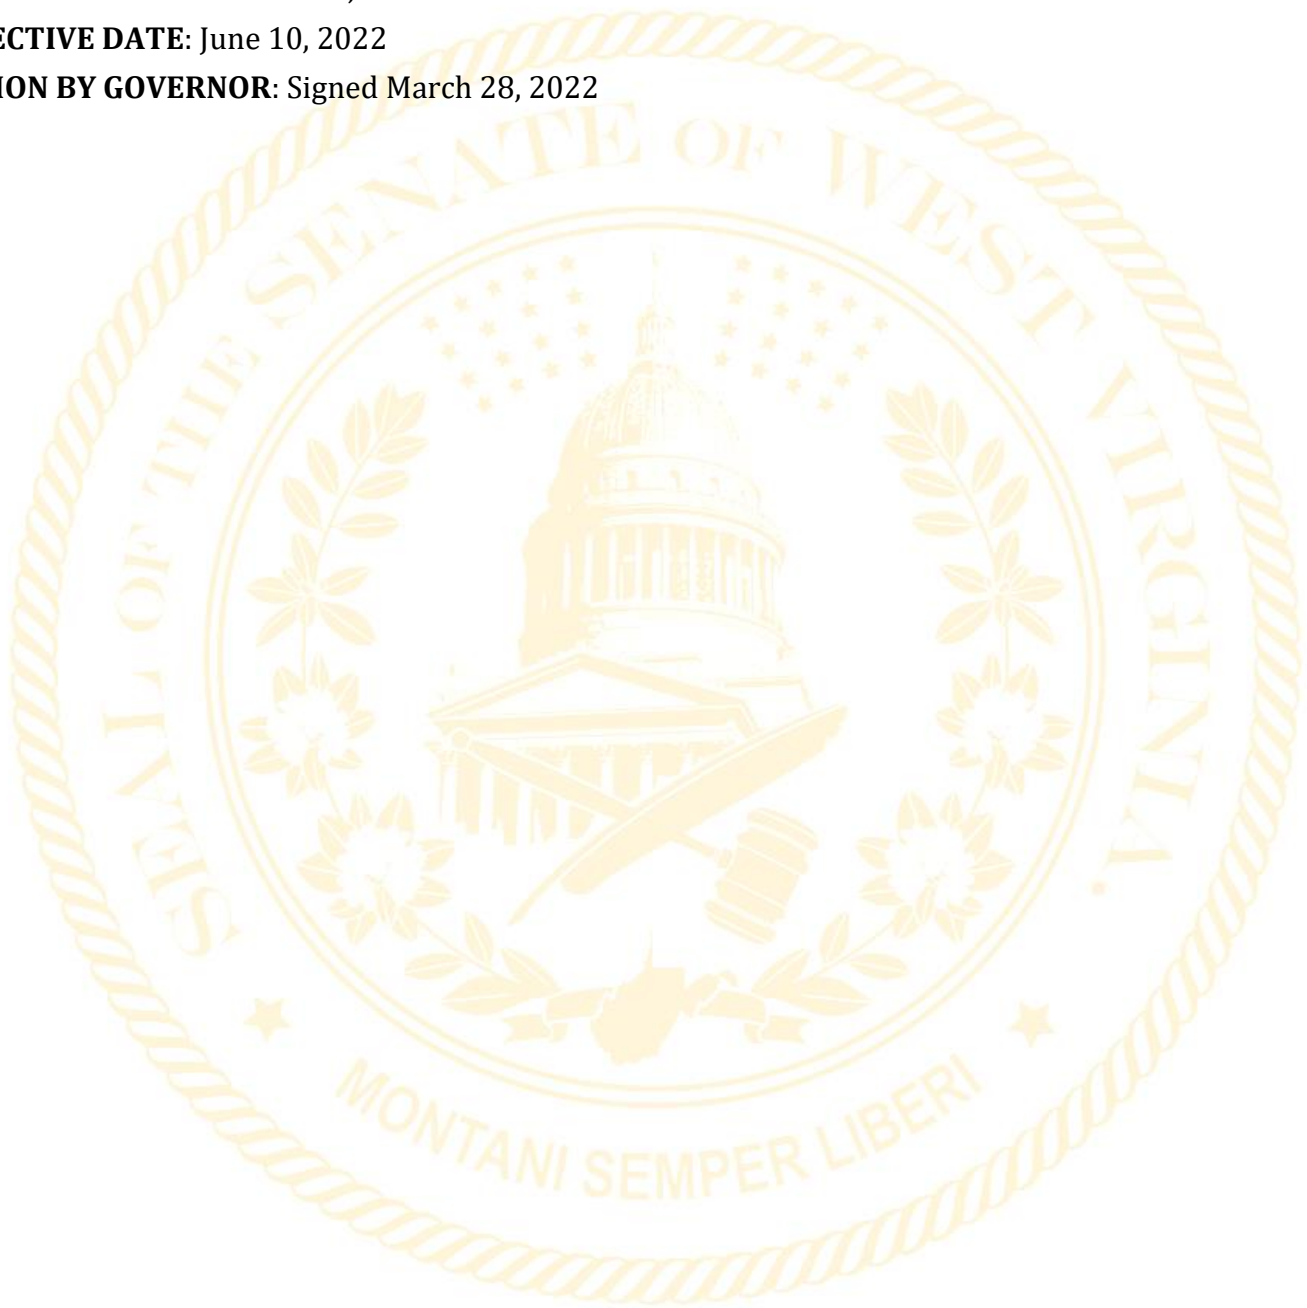 ECTIVE DATE: June 10, 2022
ION BY GOVERNOR: Signed March 28, 2022
SEAL OF THE SENATE OF WEST VIRGINIA
MONTANI SEMPER LIBERI